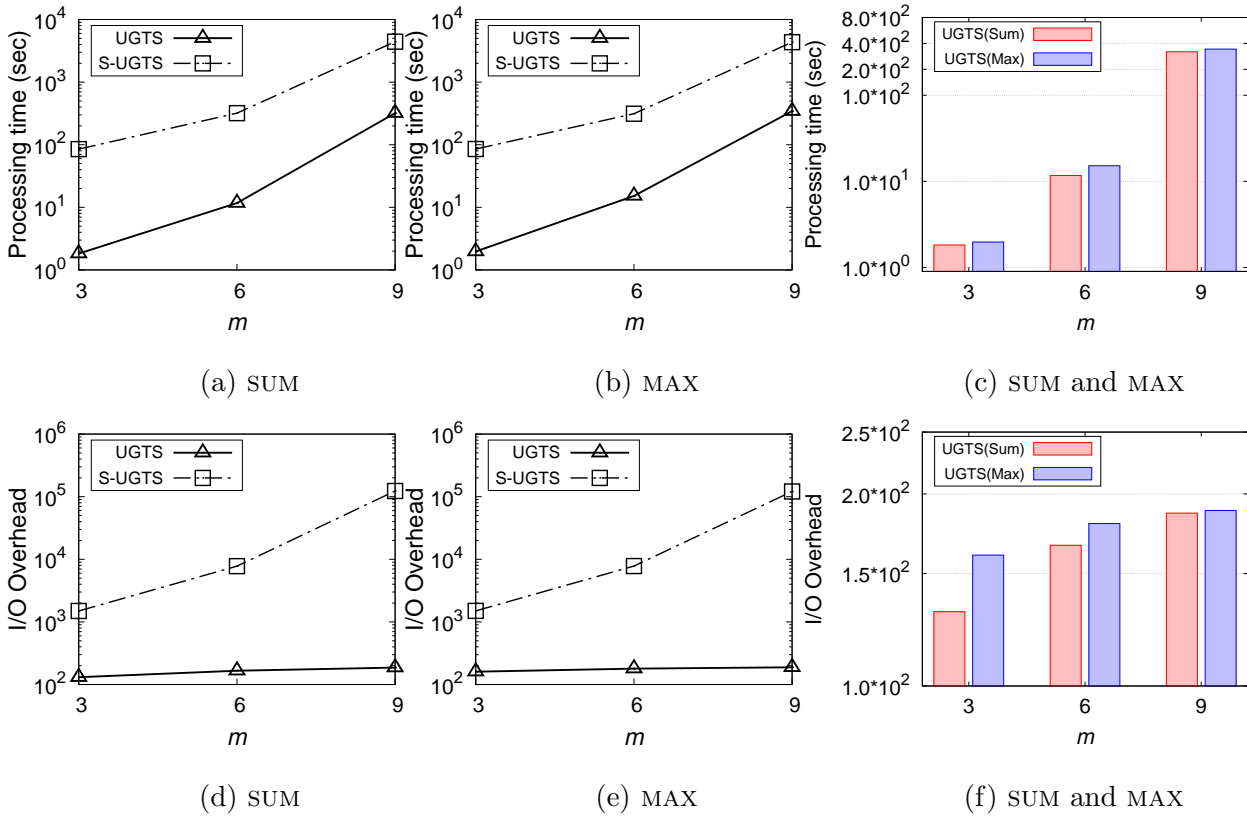 Processing time (sec)
10^4
10^3
10^2
10^1
10^0
UGTS
S-UGTS
3 6 9
m
(a) SUM
Processing time (sec)
10^4
10^3
10^2
10^1
10^0
UGTS
S-UGTS
3 6 9
m
(b) MAX
Processing time (sec)
8.0*10^2
4.0*10^2
2.0*10^2
1.0*10^2
1.0*10^1
1.0*10^0
UGTS(Sum)
UGTS(Max)
3 6 9
m
(c) SUM and MAX
I/O Overhead
10^6
10^5
10^4
10^3
10^2
UGTS
S-UGTS
3 6 9
m
(d) SUM
I/O Overhead
10^6
10^5
10^4
10^3
10^2
UGTS
S-UGTS
3 6 9
m
(e) MAX
I/O Overhead
2.5*10^2
2.0*10^2
1.5*10^2
1.0*10^2
UGTS(Sum)
UGTS(Max)
3 6 9
m
(f) SUM and MAX